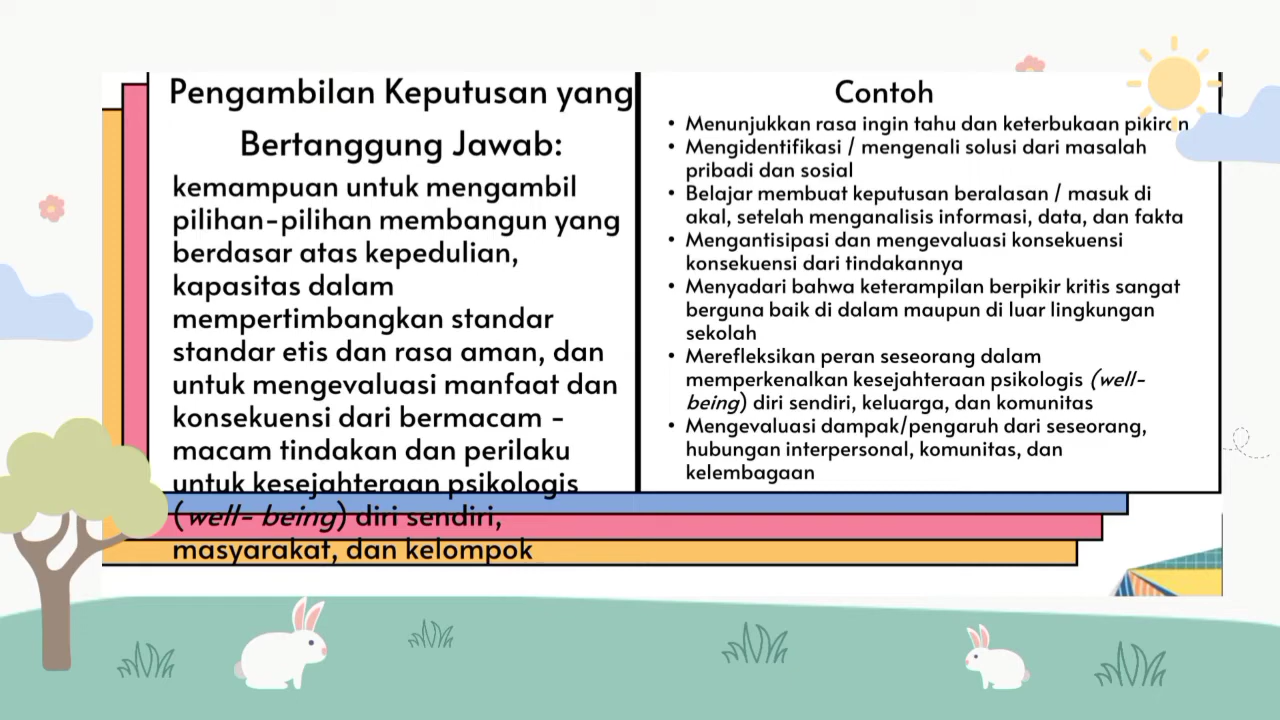 Pengambilan Keputusan yang
Bertanggung Jawab:
kemampuan untuk mengambil
pilihan-pilihan membangun yang
berdasar atas kepedulian,
kapasitas dalam
mempertimbangkan standar
standar etis dan rasa aman, dan
untuk mengevaluasi manfaat dan
konsekuensi dari bermacam -
macam tindakan dan perilaku
untuk kesejahteraan psikologis
(well- being) diri sendiri,
masyarakat, dan kelompok
Contoh
• Menunjukkan rasa ingin tahu dan keterbukaan pikiran
• Mengidentifikasi / mengenali solusi dari masalah
pribadi dan sosial
• Belajar membuat keputusan beralasan / masuk di
akal, setelah menganalisis informasi, data, dan fakta
• Mengantisipasi dan mengevaluasi konsekuensi
konsekuensi dari tindakannya
• Menyadari bahwa keterampilan berpikir kritis sangat
berguna baik di dalam maupun di luar lingkungan
sekolah
• Merefleksikan peran seseorang dalam
memperkenalkan kesejahteraan psikologis (well-
being) diri sendiri, keluarga, dan komunitas
• Mengevaluasi dampak/pengaruh dari seseorang,
hubungan interpersonal, komunitas, dan
kelembagaan